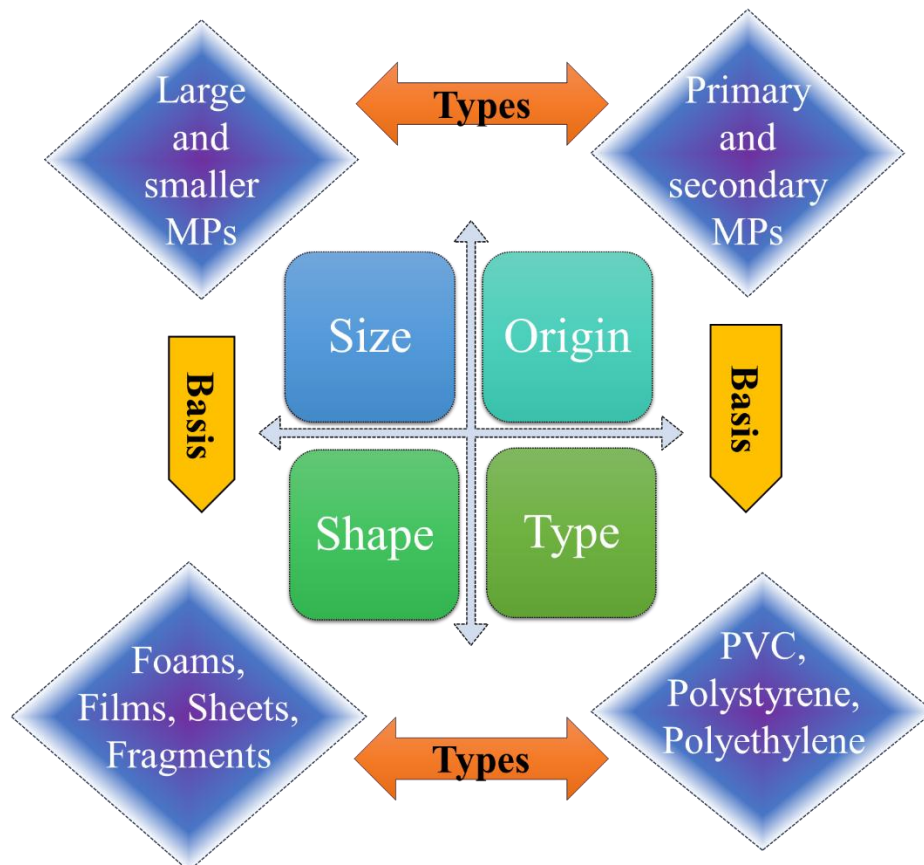 Large
and
smaller
MPs
Types
Primary
and
secondary
MPs
Size
Origin
Basis
Basis
Shape
Type
Foams,
Films, Sheets,
Fragments
Types
PVC,
Polystyrene,
Polyethylene